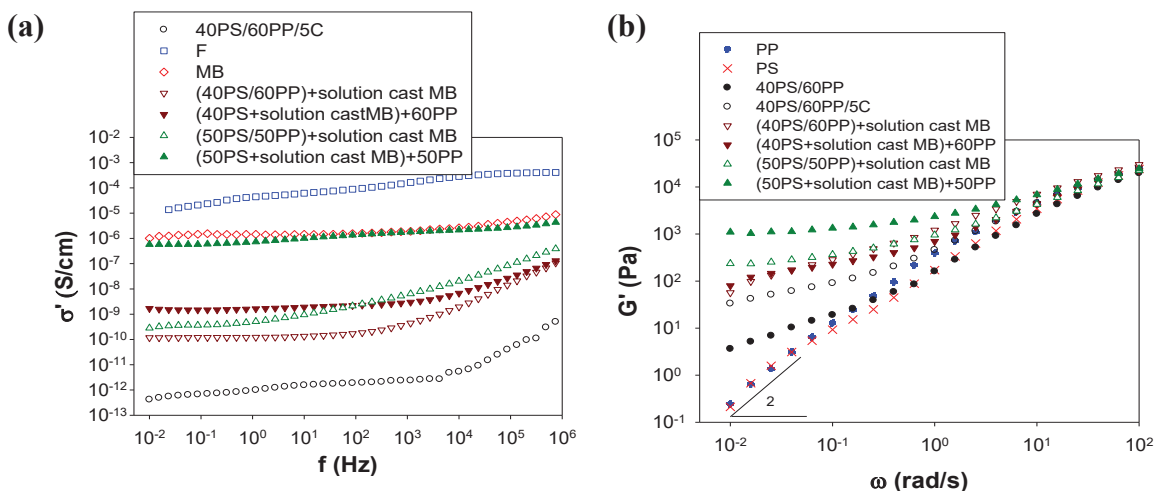 (a)
40PS/60PP/5C
F
MB
(40PS/60PP)+solution cast MB
(40PS+solution castMB)+60PP
(50PS/50PP)+solution cast MB
(50PS+solution cast MB)+50PP
10-2
10-3
10-4
10-5
10-6
10-7
10-8
10-9
10-10
10-11
10-12
10-13
σ' (S/cm)
10-2 10-1 100 101 102 103 104 105 106
f (Hz)
(b)
PP
PS
40PS/60PP
40PS/60PP/5C
(40PS/60PP)+solution cast MB
(40PS+solution cast MB)+60PP
(50PS/50PP)+solution cast MB
(50PS+solution cast MB)+50PP
105
104
103
102
101
100
10-1
G' (Pa)
2
10-2 10-1 100 101 102
ω (rad/s)